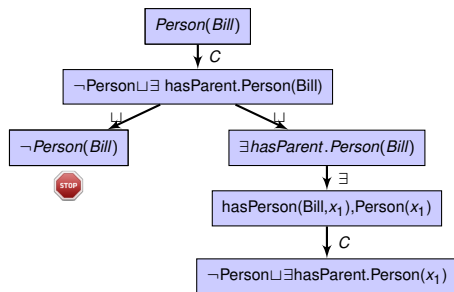 Person(Bill)
C
¬Person⊔∃ hasParent.Person(Bill)
⊔ ⊔
¬Person(Bill) ∃hasParent.Person(Bill)
STOP
∃
hasPerson(Bill,x₁),Person(x₁)
C
¬Person⊔∃hasParent.Person(x₁)